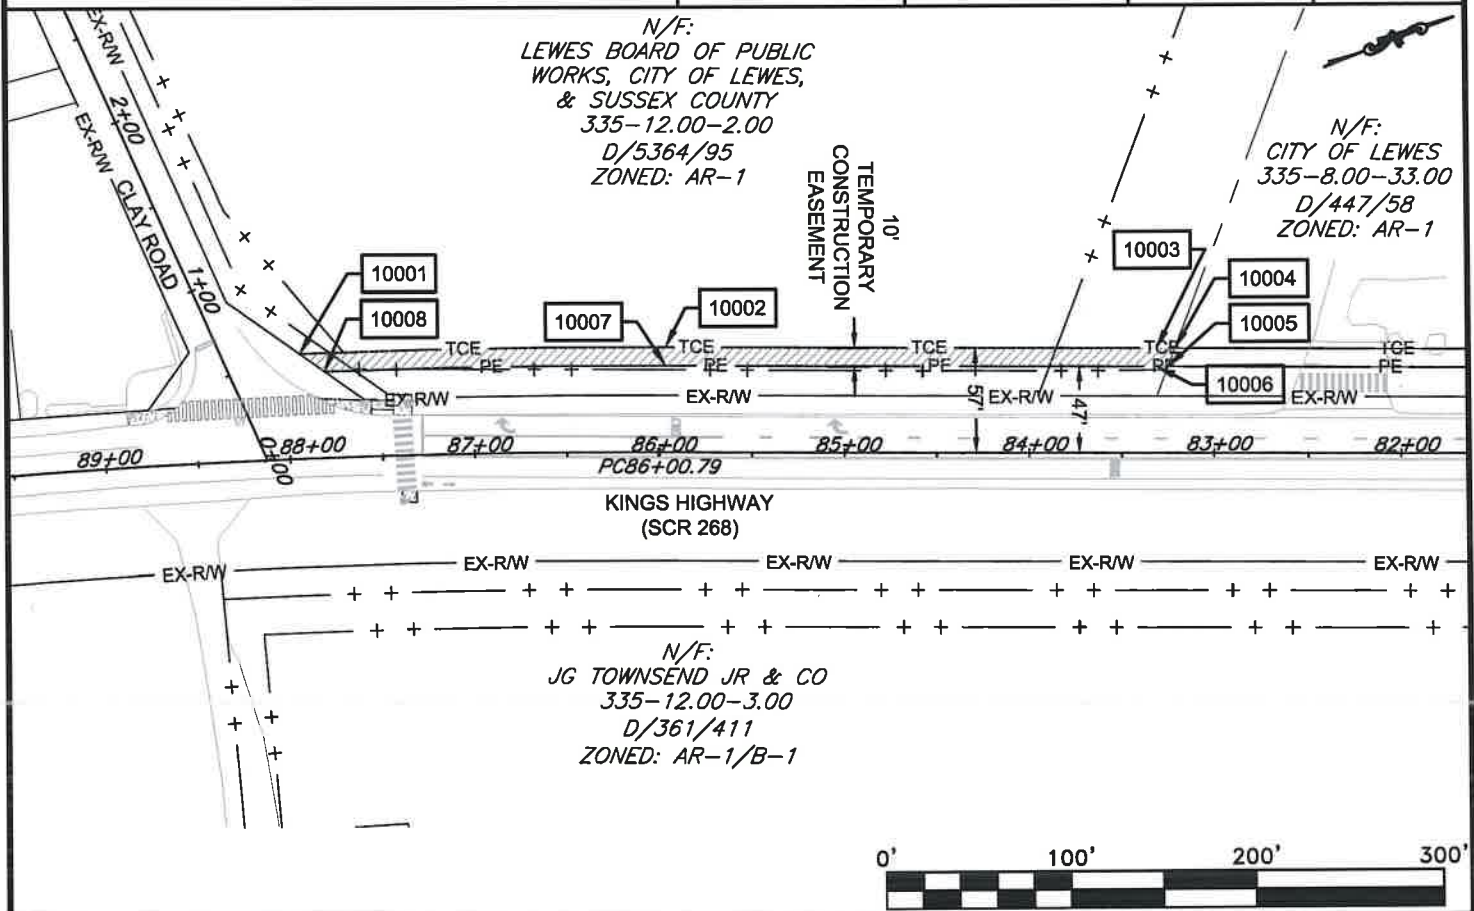 N/F:
LEWES BOARD OF PUBLIC
WORKS, CITY OF LEWES,
& SUSSEX COUNTY
335-12.00-2.00
D/5364/95
ZONED: AR-1
N/F:
CITY OF LEWES
335-8.00-33.00
D/447/58
ZONED: AR-1
EX-R/W
2+00
EX-R/W
CLAY ROAD
1+00
0+00
10'
TEMPORARY
CONSTRUCTION
EASEMENT
10001
10008
10007
10002
10003
10004
10005
10006
TCE
TCE
TCE
TCE
TCE
PE
PE
PE
PE
PE
EX-R/W
EX-R/W
EX-R/W
EX-R/W
57'
47'
89+00
88+00
87+00
86+00
85+00
84+00
83+00
82+00
PC86+00.79
KINGS HIGHWAY
(SCR 268)
EX-R/W
EX-R/W
EX-R/W
EX-R/W
EX-R/W
N/F:
JG TOWNSEND JR & CO
335-12.00-3.00
D/361/411
ZONED: AR-1/B-1
0'
100'
200'
300'